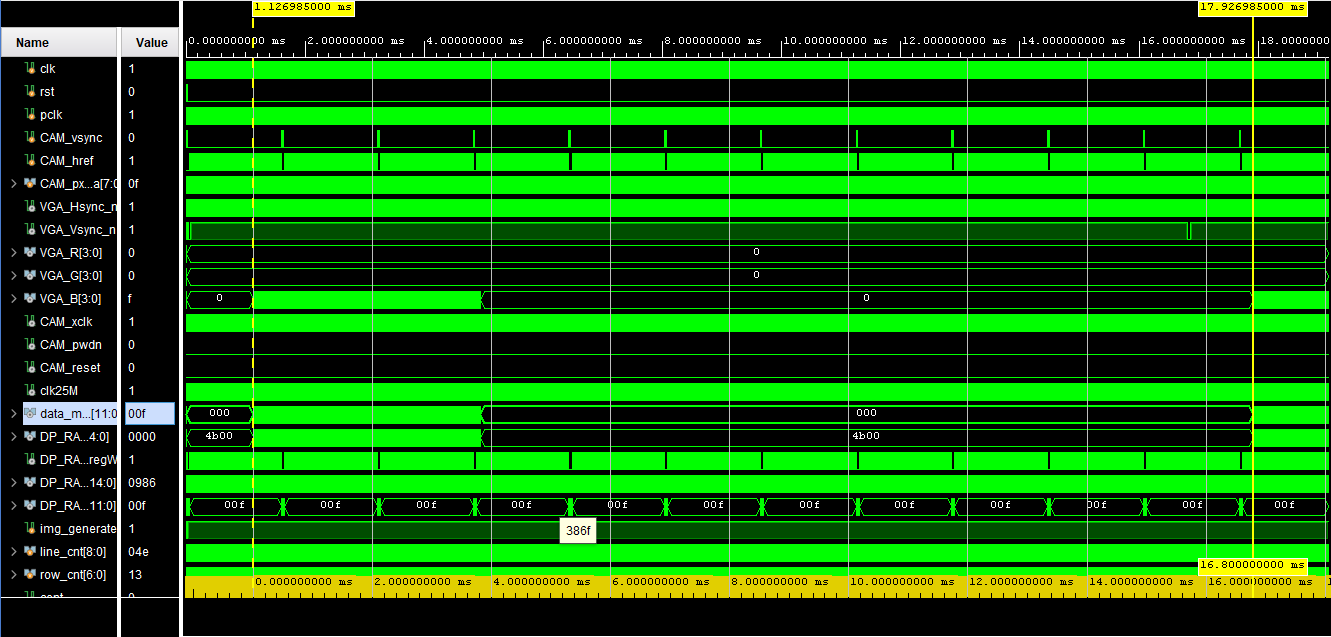 1.126985000 ms 17.926985000 ms
Name Value
0.000000000 ms 2.000000000 ms 4.000000000 ms 6.000000000 ms 8.000000000 ms 10.000000000 ms 12.000000000 ms 14.000000000 ms 16.000000000 ms 18.0000000
clk 1
rst 0
pclk 1
CAM_vsync 0
CAM_href 1
CAM_px...a[7:0 0f
VGA_Hsync_n 1
VGA_Vsync_n 1
VGA_R[3:0] 0 0
VGA_G[3:0] 0 0
VGA_B[3:0] f 0 0
CAM_xclk 1
CAM_pwdn 0
CAM_reset 0
clk25M 1
data_m...[11:0 00f 000 000
DP_RA...4:0] 0000 4b00 4b00
DP_RA...regW 1
DP_RA...14:0] 0986
DP_RA...11:0] 00f 00f 00f 00f 00f 00f 00f 00f 00f 00f 00f 00f 00f
img_generate 1
386f
line_cnt[8:0] 04e
16.800000000 ms
row_cnt[6:0] 13
0.000000000 ms 2.000000000 ms 4.000000000 ms 6.000000000 ms 8.000000000 ms 10.000000000 ms 12.000000000 ms 14.000000000 ms 16.000000000 ms